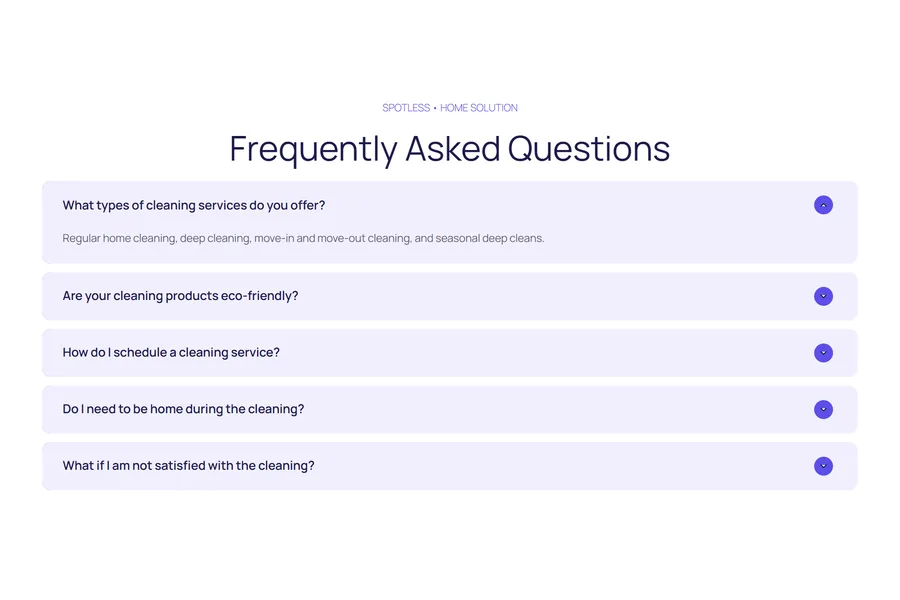 SPOTLESS • HOME SOLUTION
Frequently Asked Questions
What types of cleaning services do you offer?
Regular home cleaning, deep cleaning, move-in and move-out cleaning, and seasonal deep cleans.
Are your cleaning products eco-friendly?
How do I schedule a cleaning service?
Do I need to be home during the cleaning?
What if I am not satisfied with the cleaning?